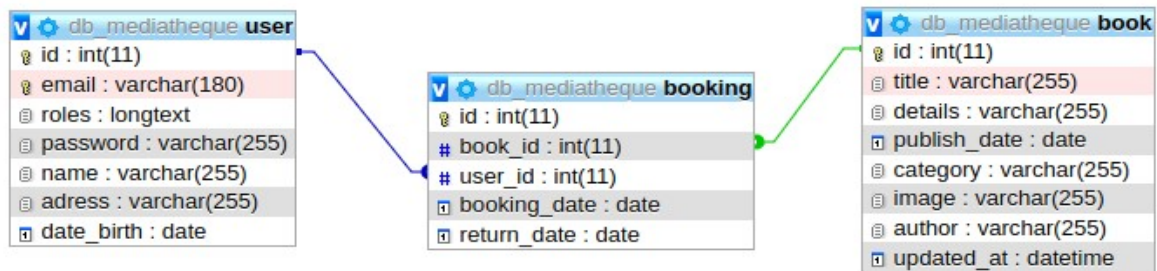 db_mediatheque user
id : int(11)
email : varchar(180)
roles : longtext
password : varchar(255)
name : varchar(255)
adress : varchar(255)
date_birth : date
db_mediatheque booking
id : int(11)
# book_id : int(11)
# user_id : int(11)
booking_date : date
return_date : date
db_mediatheque book
id : int(11)
title : varchar(255)
details : varchar(255)
publish_date : date
category : varchar(255)
image : varchar(255)
author : varchar(255)
updated_at : datetime